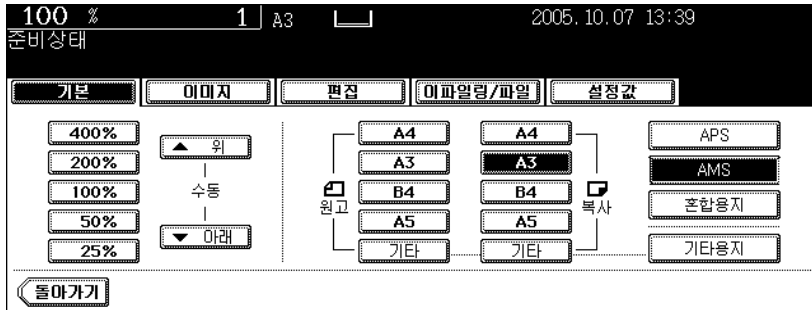 100 % 1 A3 2005.10.07 13:39
준비상태
기본 이미지 편집 이파일링/파일 설정값
400% ▲ 위 A4 A4 APS
200% A3 A3 AMS
100% 수동 원고 B4 B4 복사 혼합용지
50% A5 A5
25% ▼ 아래 기타 기타 기타용지
돌아가기